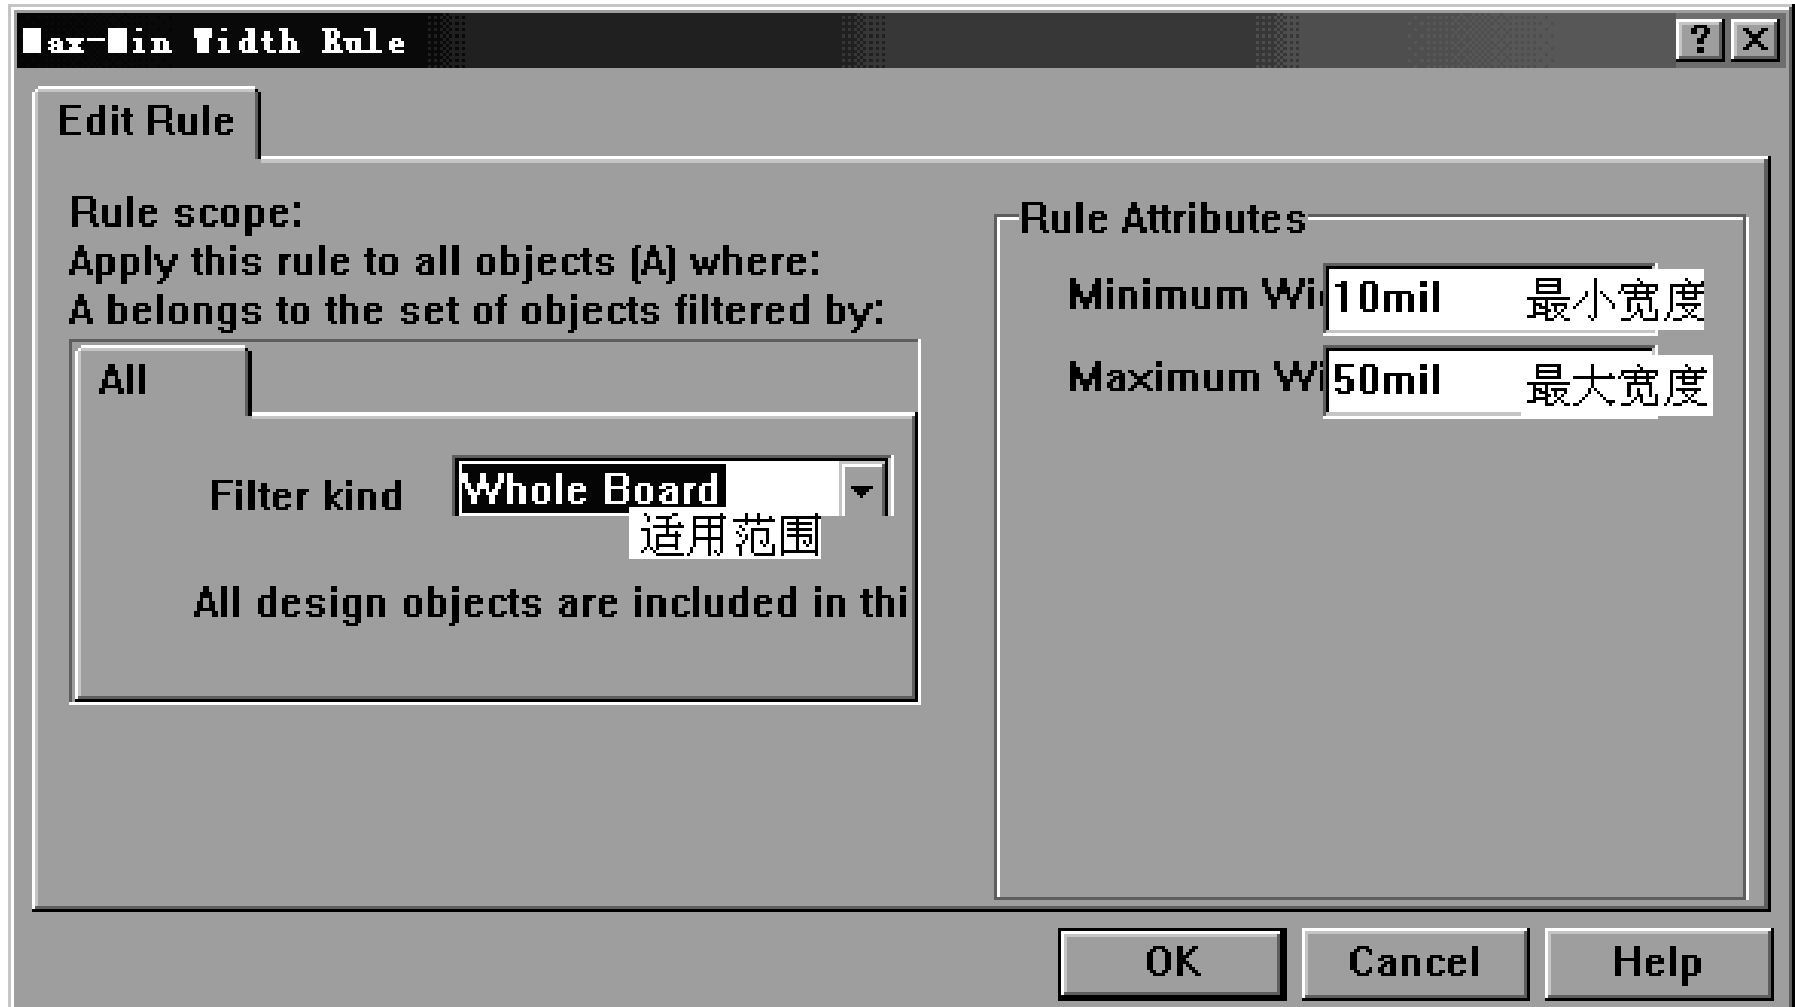 Max-Min Width Rule
Edit Rule
Rule scope:
Apply this rule to all objects (A) where:
A belongs to the set of objects filtered by:
All
Filter kind
Whole Board
适用范围
All design objects are included in thi
Rule Attributes
Minimum Wi 10mil 最小宽度
Maximum Wi 50mil 最大宽度
OK Cancel Help